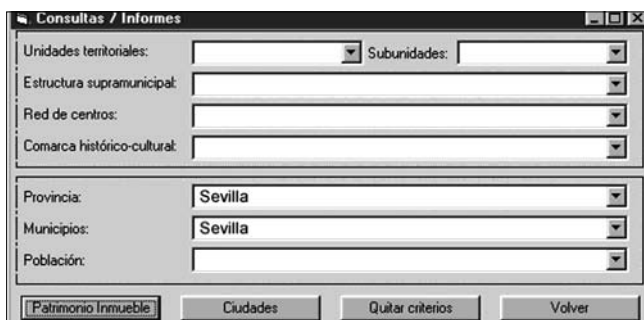 Consultas / Informes
Unidades territoriales: Subunidades:
Estructura supramunicipal:
Red de centros:
Comarca histórico-cultural:
Provincia: Sevilla
Municipios: Sevilla
Población:
Patrimonio Inmueble Ciudades Quitar criterios Volver